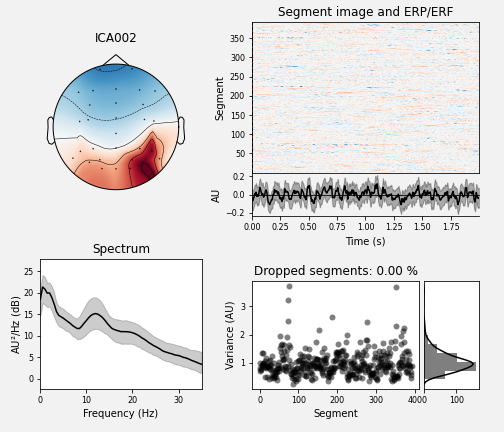 ICA002
Segment image and ERP/ERF
Segment
350
300
250
200
150
100
50
AU
0.2
0.0
−0.2
0.00 0.25 0.50 0.75 1.00 1.25 1.50 1.75
Time (s)
Spectrum
AU²/Hz (dB)
25
20
15
10
5
0
0 10 20 30
Frequency (Hz)
Dropped segments: 0.00 %
Variance (AU)
3
2
1
0 100 200 300 400
Segment
0 100